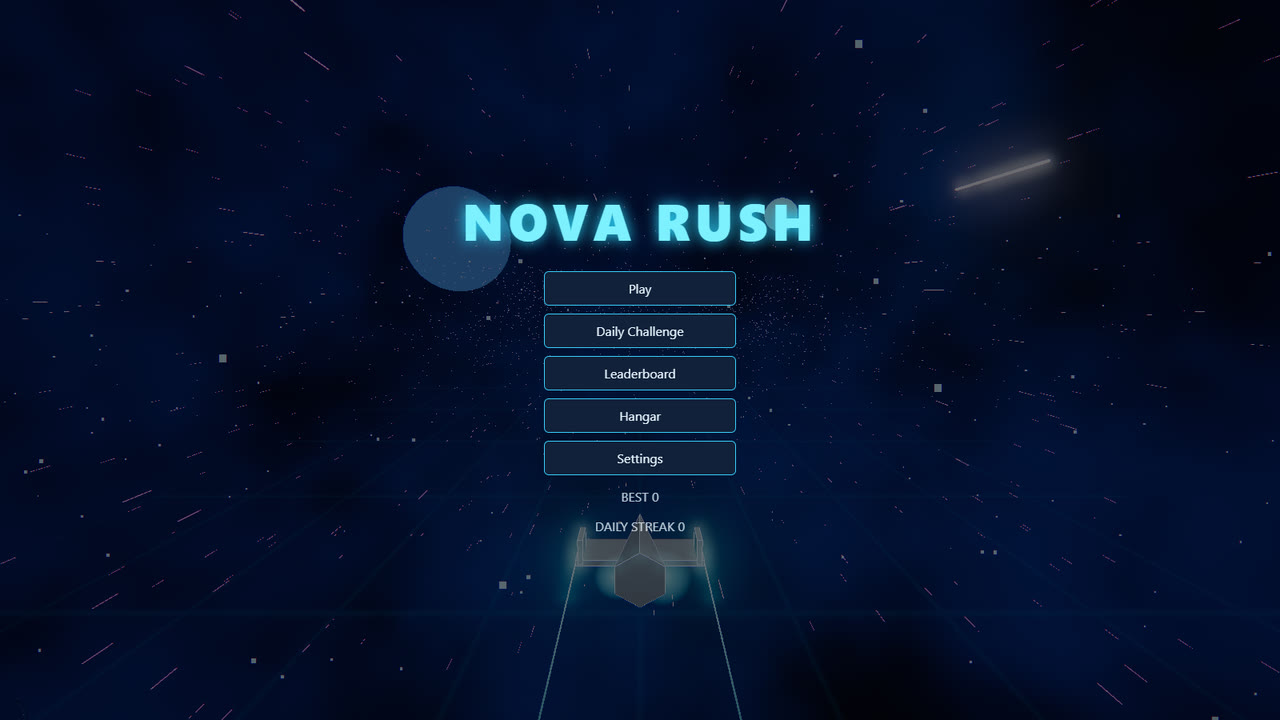 NOVA RUSH
Play
Daily Challenge
Leaderboard
Hangar
Settings
BEST 0
DAILY STREAK 0